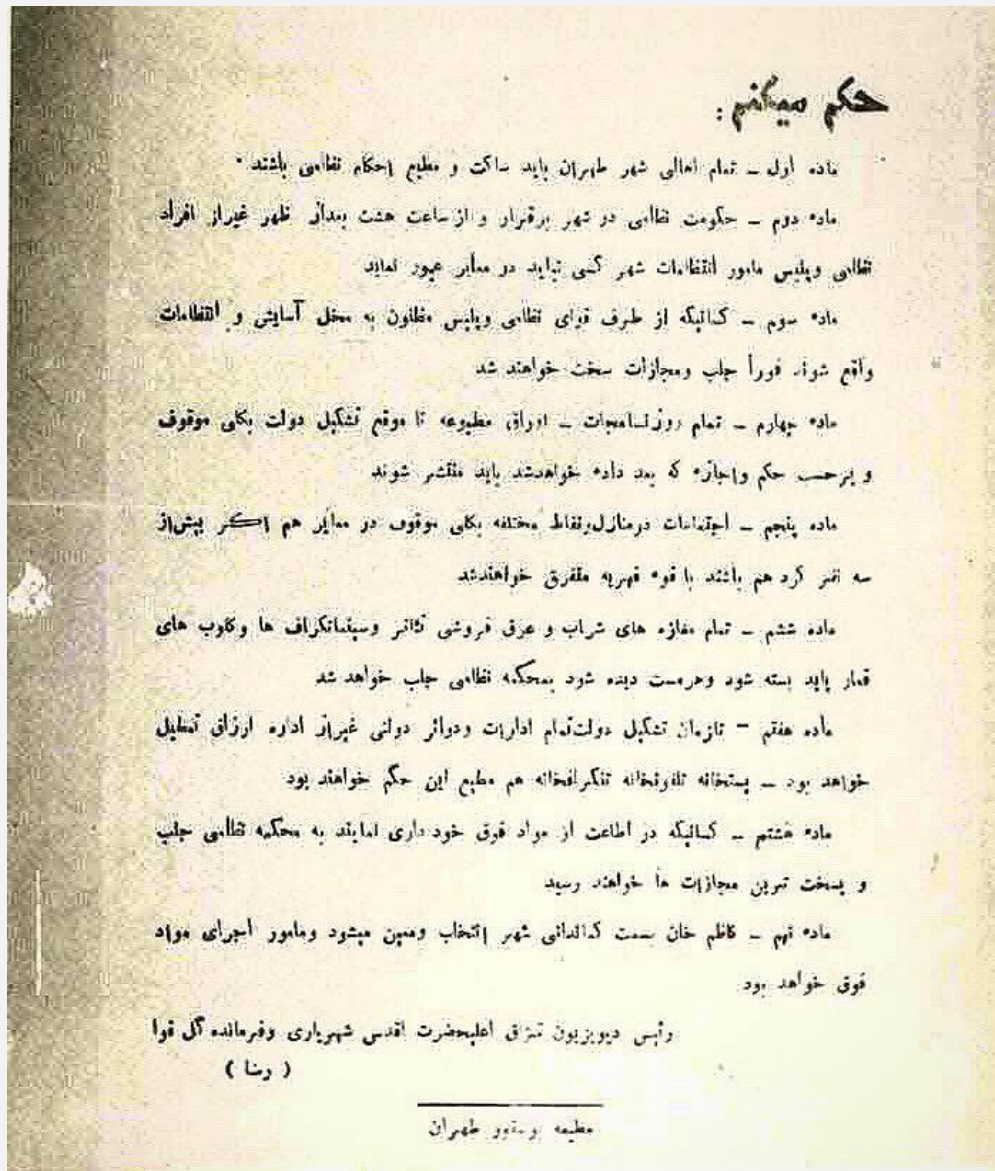 حکم میکنم :
ماده اول – تمام اهالی شهر طهران باید ساکت و مطیع احکام نظامی باشند •
ماده دوم – حکومت نظامی در شهر برقرار و از ساعت هشت بعداز ظهر غیراز افراد
نظامی وپلیس مامور انتظامات شهر کسی نباید در معابر عبور نماید
ماده سوم – کسانیکه از طرف قوای نظامی وپلیس مظنون به مخل آسایش و انتظامات
واقع شوند فوراً جلب ومجازات سخت خواهند شد
ماده چهارم – تمام روزنامجات – اوراق مطبوعه تا موقع تشکیل دولت بکلی موقوف
و برحسب حکم واجازه که بعد داده خواهدشد باید منتشر شوند
ماده پنجم – اجتماعات درمنازل ونقاط مختلفه بکلی موقوف در معابر هم اگر بیش‌از
سه نفر گرد هم باشند با قوه قهریه متفرق خواهندشد
ماده ششم – تمام مغازه های شراب و عرق فروشی تئاتر وسینماتگراف ها وکلوب های
قمار باید بسته شود وهرمست دیده شود بمحکمه نظامی جلب خواهد شد
مأده هفتم – تازمان تشکیل دولت‌تمام ادارات ودوائر دولتی غیراز اداره ارزاق تعطیل
خواهد بود – پستخانه تلفونخانه تلگرافخانه هم مطیع این حکم خواهند بود
ماده هشتم – کسانیکه در اطاعت از مواد فوق خود داری نمایند به محکمه نظامی جلب
و بسخت ترین مجازات ها خواهند رسید
ماده نهم – کاظم خان بسمت کماندانی شهر انتخاب ومعین میشود ومامور اجرای مواد
فوق خواهد بود
رئیس دیویزیون قزاق اعلیحضرت اقدس شهریاری وفرمانده کل قوا
( رضا )
مطبعه طهران